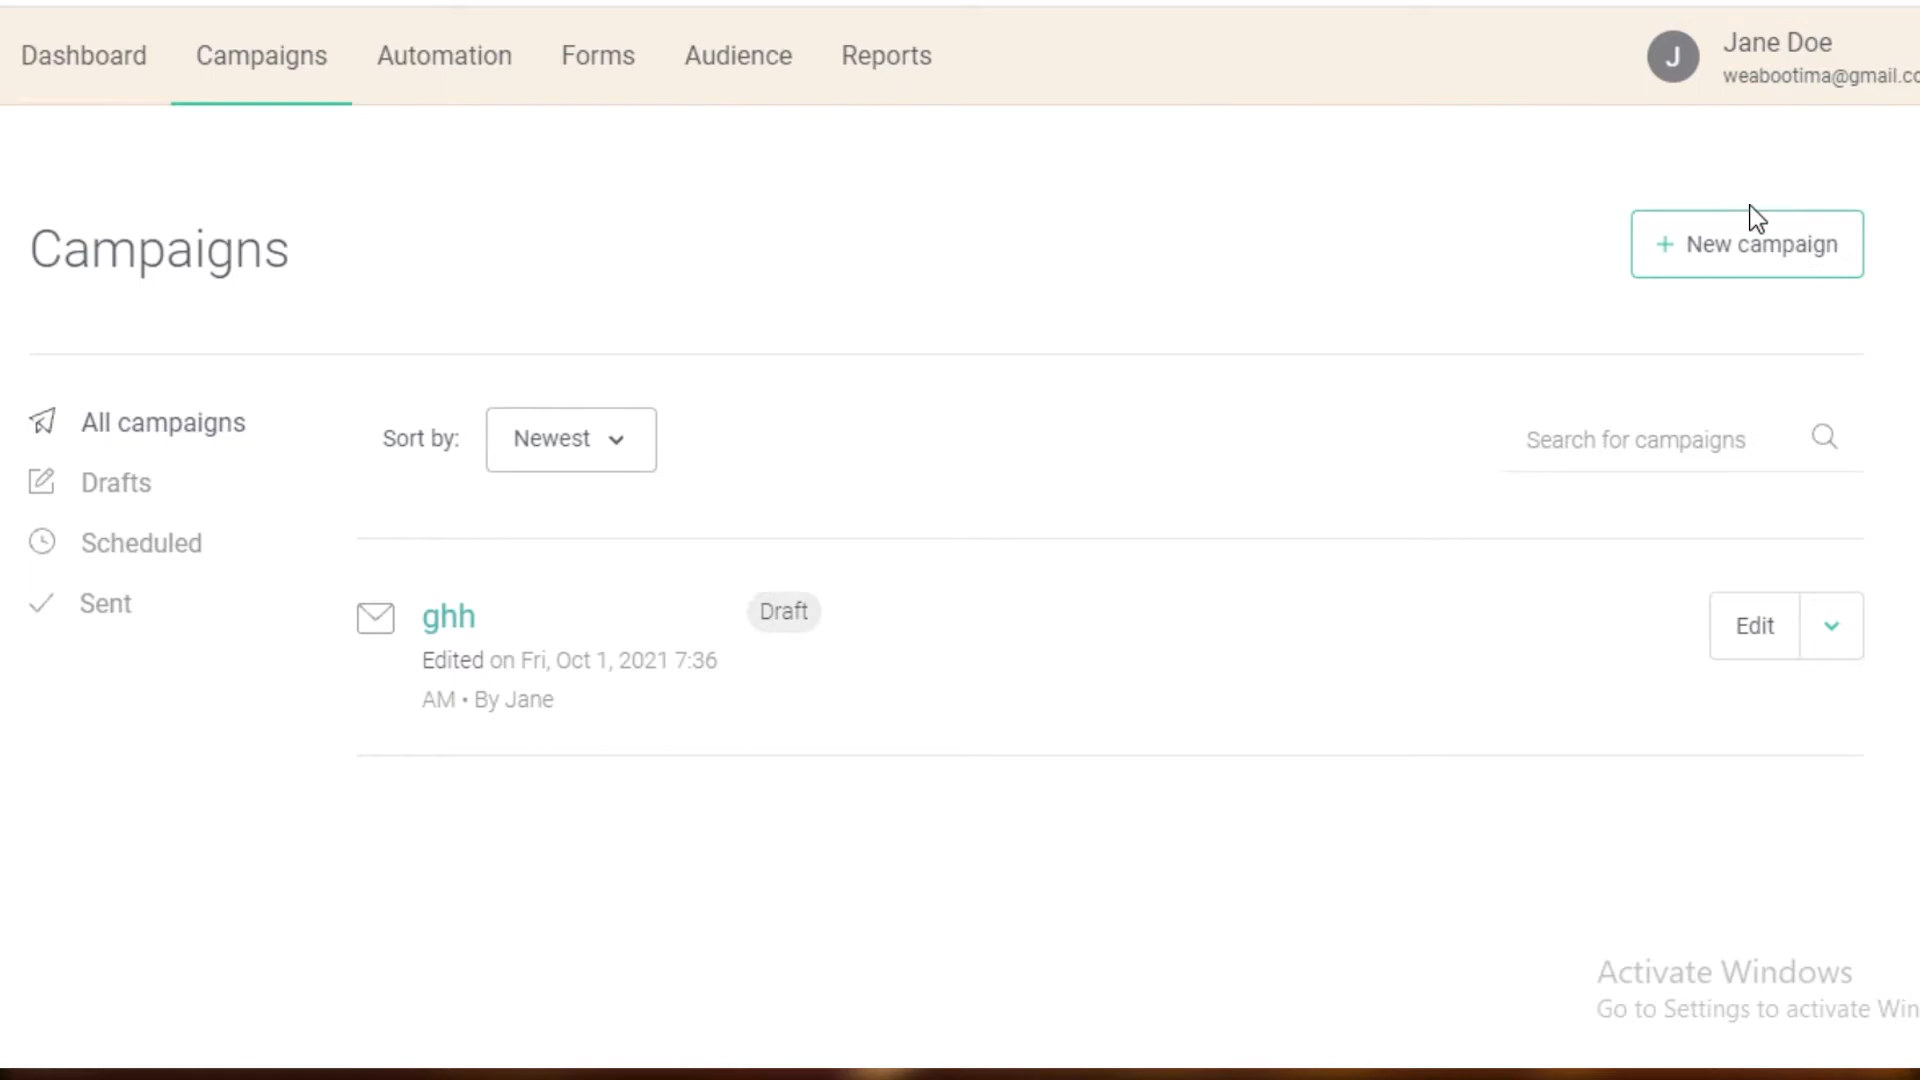 Dashboard Campaigns Automation Forms Audience Reports
J
Jane Doe
weabootima@gmail.co
Campaigns
+ New campaign
All campaigns
Drafts
Scheduled
Sent
Sort by: Newest
Search for campaigns
ghh Draft
Edited on Fri, Oct 1, 2021 7:36
AM • By Jane
Edit
Activate Windows
Go to Settings to activate Win